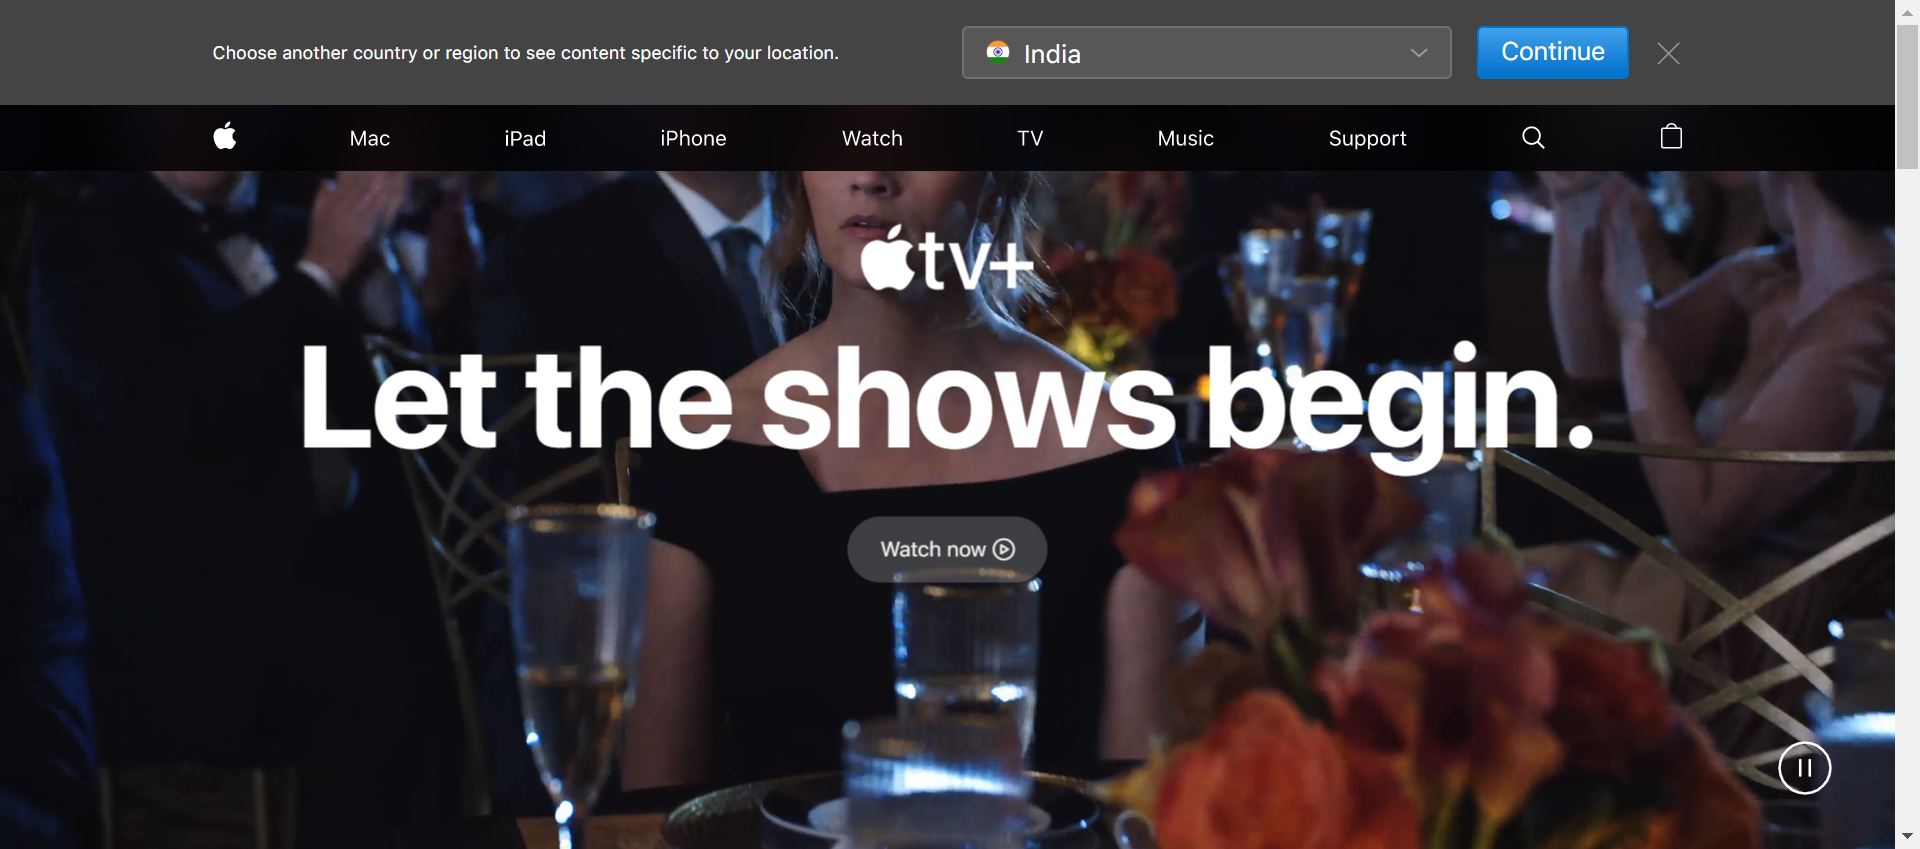 Choose another country or region to see content specific to your location.
India
Continue
Mac
iPad
iPhone
Watch
TV
Music
Support
tv+
Let the shows begin.
Watch now